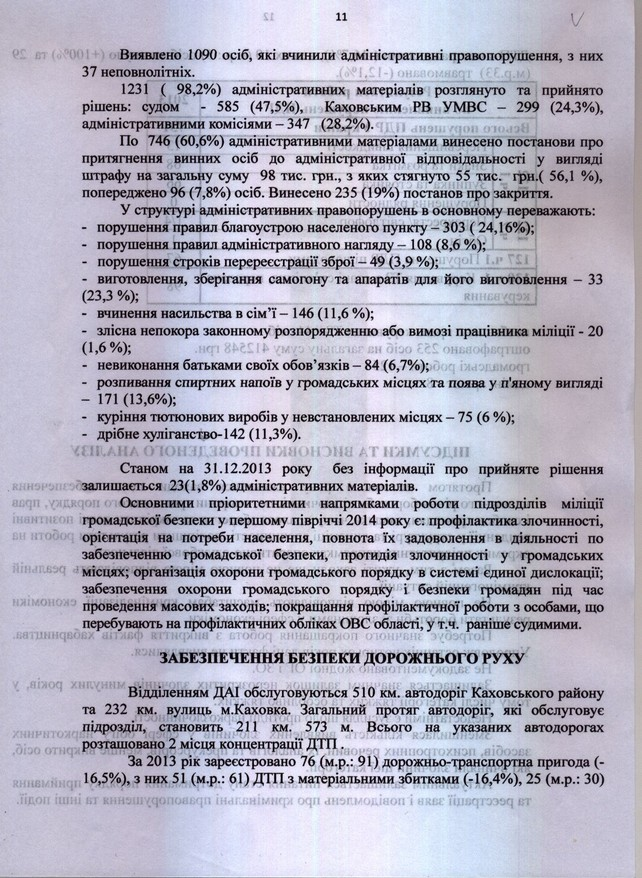 11
Виявлено 1090 осіб, які вчинили адміністративні правопорушення, з них
37 неповнолітніх.
1231 ( 98,2%) адміністративних матеріалів розглянуто та прийнято
рішень: судом - 585 (47,5%), Каховським РВ УМВС – 299 (24,3%),
адміністративними комісіями – 347 (28,2%).
По 746 (60,6%) адміністративними матеріалами винесено постанови про
притягнення винних осіб до адміністративної відповідальності у вигляді
штрафу на загальну суму 98 тис. грн., з яких стягнуто 55 тис. грн.( 56,1 %),
попереджено 96 (7,8%) осіб. Винесено 235 (19%) постанов про закриття.
У структурі адміністративних правопорушень в основному переважають:
- порушення правил благоустрою населеного пункту – 303 ( 24,16%);
- порушення правил адміністративного нагляду – 108 (8,6 %);
- порушення строків перереєстрації зброї – 49 (3,9 %);
- виготовлення, зберігання самогону та апаратів для його виготовлення – 33
(23,3 %);
- вчинення насильства в сім’ї – 146 (11,6 %);
- злісна непокора законному розпорядженню або вимозі працівника міліції - 20
(1,6 %);
- невиконання батьками своїх обов’язків – 84 (6,7%);
- розпивання спиртних напоїв у громадських місцях та поява у п'яному вигляді
– 171 (13,6%);
- куріння тютюнових виробів у невстановлених місцях – 75 (6 %);
- дрібне хуліганство-142 (11,3%).
Станом на 31.12.2013 року без інформації про прийняте рішення
залишається 23(1,8%) адміністративних матеріалів.
Основними пріоритетними напрямками роботи підрозділів міліції
громадської безпеки у першому півріччі 2014 року є: профілактика злочинності,
орієнтація на потреби населення, повнота їх задоволення в діяльності по
забезпеченню громадської безпеки, протидія злочинності у громадських
місцях; організація охорони громадського порядку в системі єдиної дислокації;
забезпечення охорони громадського порядку і безпеки громадян під час
проведення масових заходів; покращання профілактичної роботи з особами, що
перебувають на профілактичних обліках ОВС області, у т.ч. раніше судимими.
ЗАБЕЗПЕЧЕННЯ БЕЗПЕКИ ДОРОЖНЬОГО РУХУ
Відділенням ДАІ обслуговуються 510 км. автодоріг Каховського району
та 232 км. вулиць м.Каховка. Загальний протяг автодоріг, які обслуговує
підрозділ, становить 211 км. 573 м. Всього на указаних автодорогах
розташовано 2 місця концентрації ДТП .
За 2013 рік зареєстровано 76 (м.р.: 91) дорожньо-транспортна пригода (-
16,5%), з них 51 (м.р.: 61) ДТП з матеріальними збитками (-16,4%), 25 (м.р.: 30)